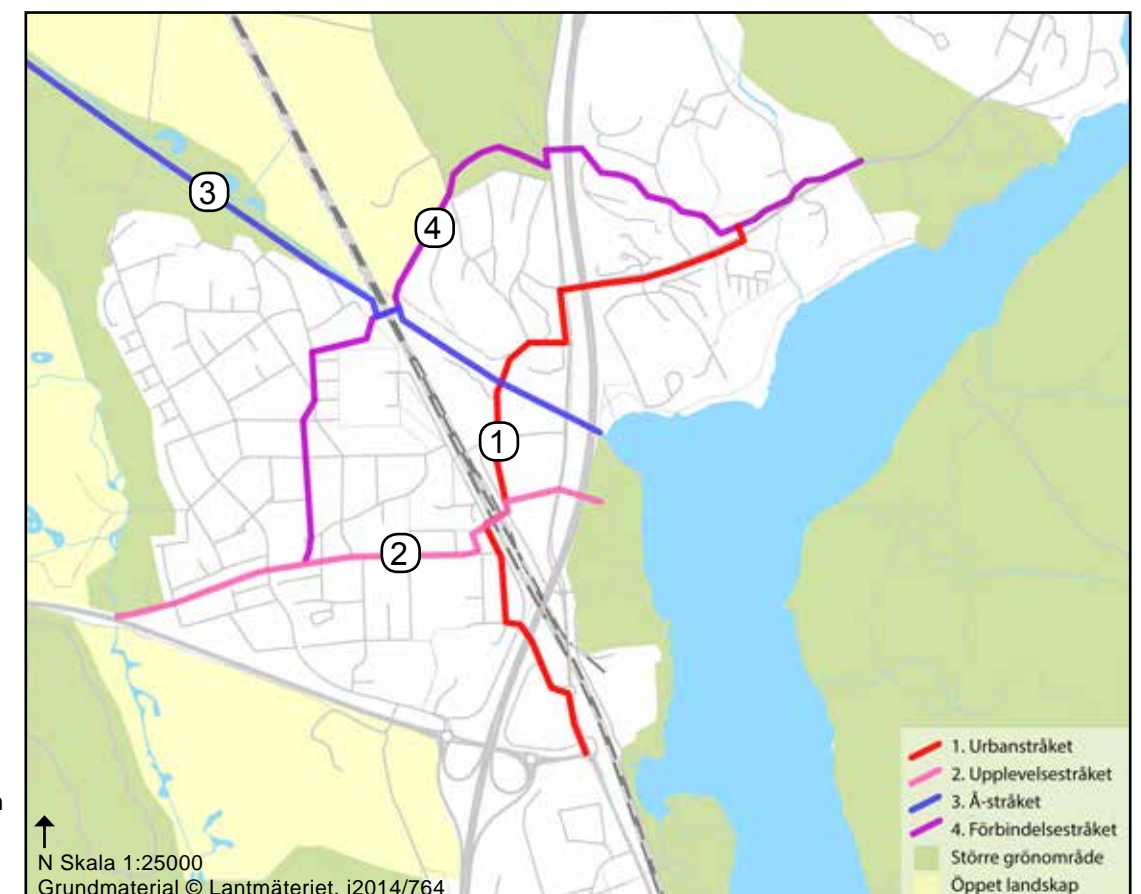 3
4
1
2
1. Urbanstråket
2. Upplevelsestråket
3. Å-stråket
4. Förbindelsestråket
Större grönområde
Öppet landskap
N Skala 1:25000
Grundmaterial © Lantmäteriet, i2014/764